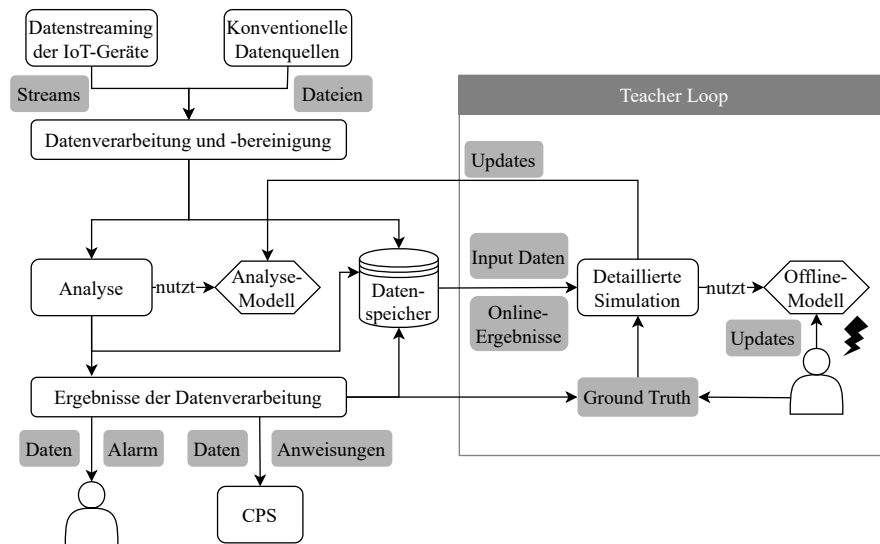 Datenstreaming
der IoT-Geräte
Konventionelle
Datenquellen
Streams
Dateien
Teacher Loop
Datenverarbeitung und -bereinigung
Updates
Analyse
nutzt
Analyse-
Modell
Daten-
speicher
Input Daten
Online-
Ergebnisse
Detaillierte
Simulation
nutzt
Offline-
Modell
Updates
Ergebnisse der Datenverarbeitung
Ground Truth
Daten
Alarm
Daten
Anweisungen
CPS